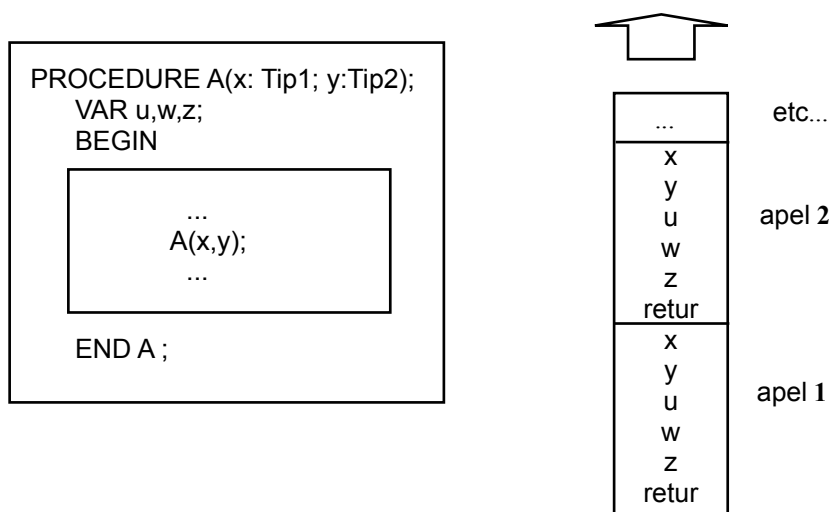 PROCEDURE A(x: Tip1; y:Tip2);
VAR u,w,z;
BEGIN
...
A(x,y);
...
END A ;
...
etc...
x
y
u
w
z
retur
apel 2
x
y
u
w
z
retur
apel 1